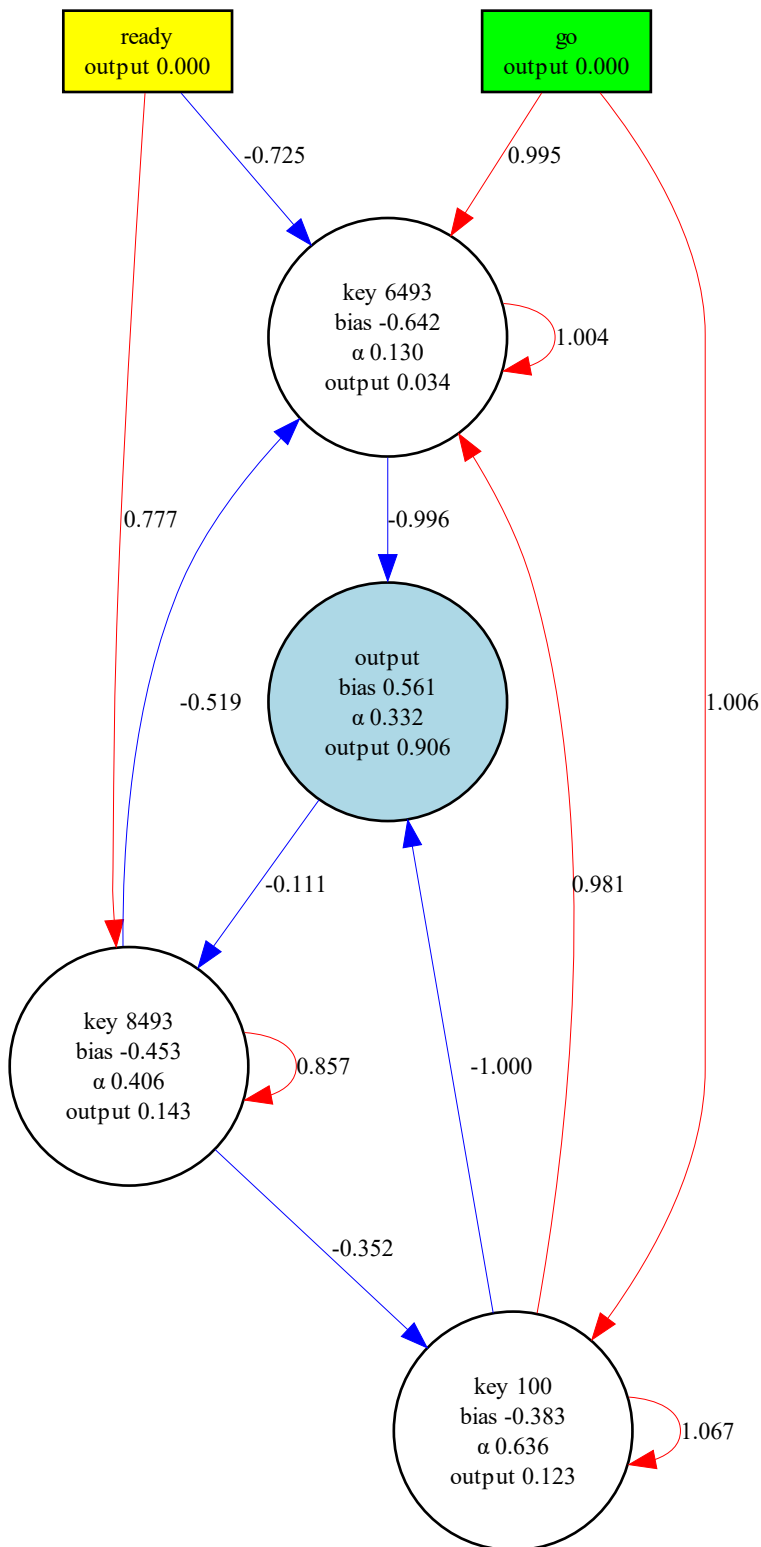 ready
output 0.000
go
output 0.000
-0.725
0.995
key 6493
bias -0.642
α 0.130
output 0.034
1.004
0.777
-0.996
-0.519
output
bias 0.561
α 0.332
output 0.906
1.006
-0.111
0.981
key 8493
bias -0.453
α 0.406
output 0.143
0.857
-1.000
-0.352
key 100
bias -0.383
α 0.636
output 0.123
1.067